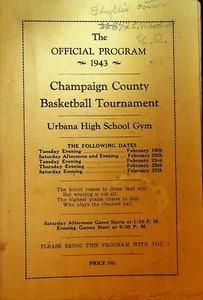 The
OFFICIAL PROGRAM
~ 1943 ~
Champaign County
Basketball Tournament
Urbana High School Gym
THE FOLLOWING DATES
Tuesday Evening February 16th
Saturday Afternoon and Evening February 20th
Tuesday Evening February 23rd
Thursday Evening February 25th
Saturday Evening February 27th
The honor comes to those that win
But winning is not all.
The highest praise comes to him
Who plays the cleanest ball.
Saturday Afternoon Game Starts at 1:30 P. M.
Evening Games Start at 6:30 P. M.
PLEASE BRING THIS PROGRAM WITH YOU
PRICE 10c